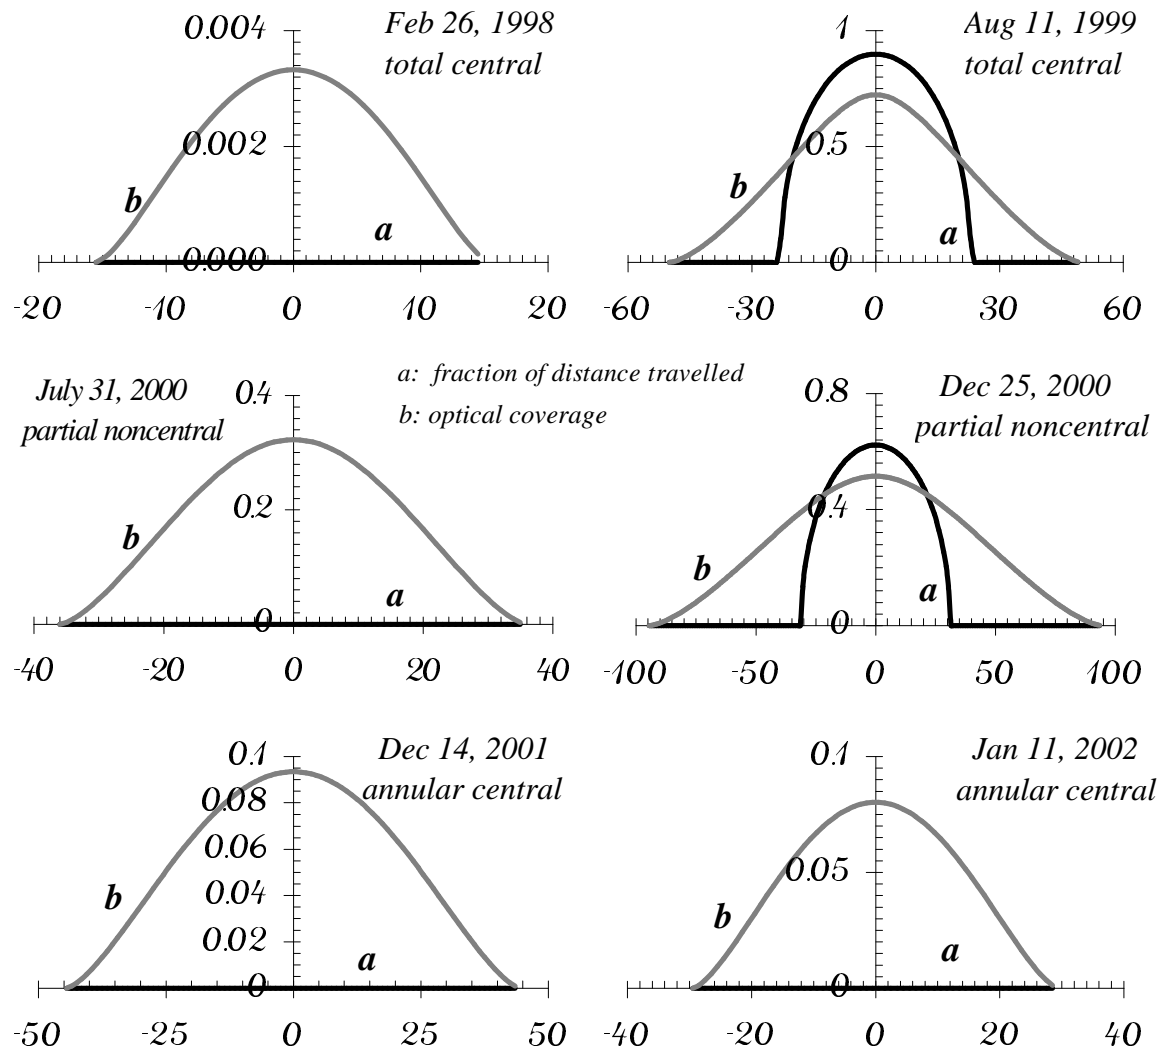 0.004
Feb 26, 1998
total central
0.002
b
a
0.000
-20 -10 0 10 20
1
Aug 11, 1999
total central
0.5
b
a
0
-60 -30 0 30 60
a: fraction of distance travelled
b: optical coverage
July 31, 2000
partial noncentral
0.4
0.2
b
a
0
-40 -20 0 20 40
0.8
Dec 25, 2000
partial noncentral
0.4
b
a
0
-100 -50 0 50 100
0.1
Dec 14, 2001
annular central
0.08
0.06
0.04
b
0.02
a
0
-50 -25 0 25 50
0.1
Jan 11, 2002
annular central
0.05
b
a
0
-40 -20 0 20 40